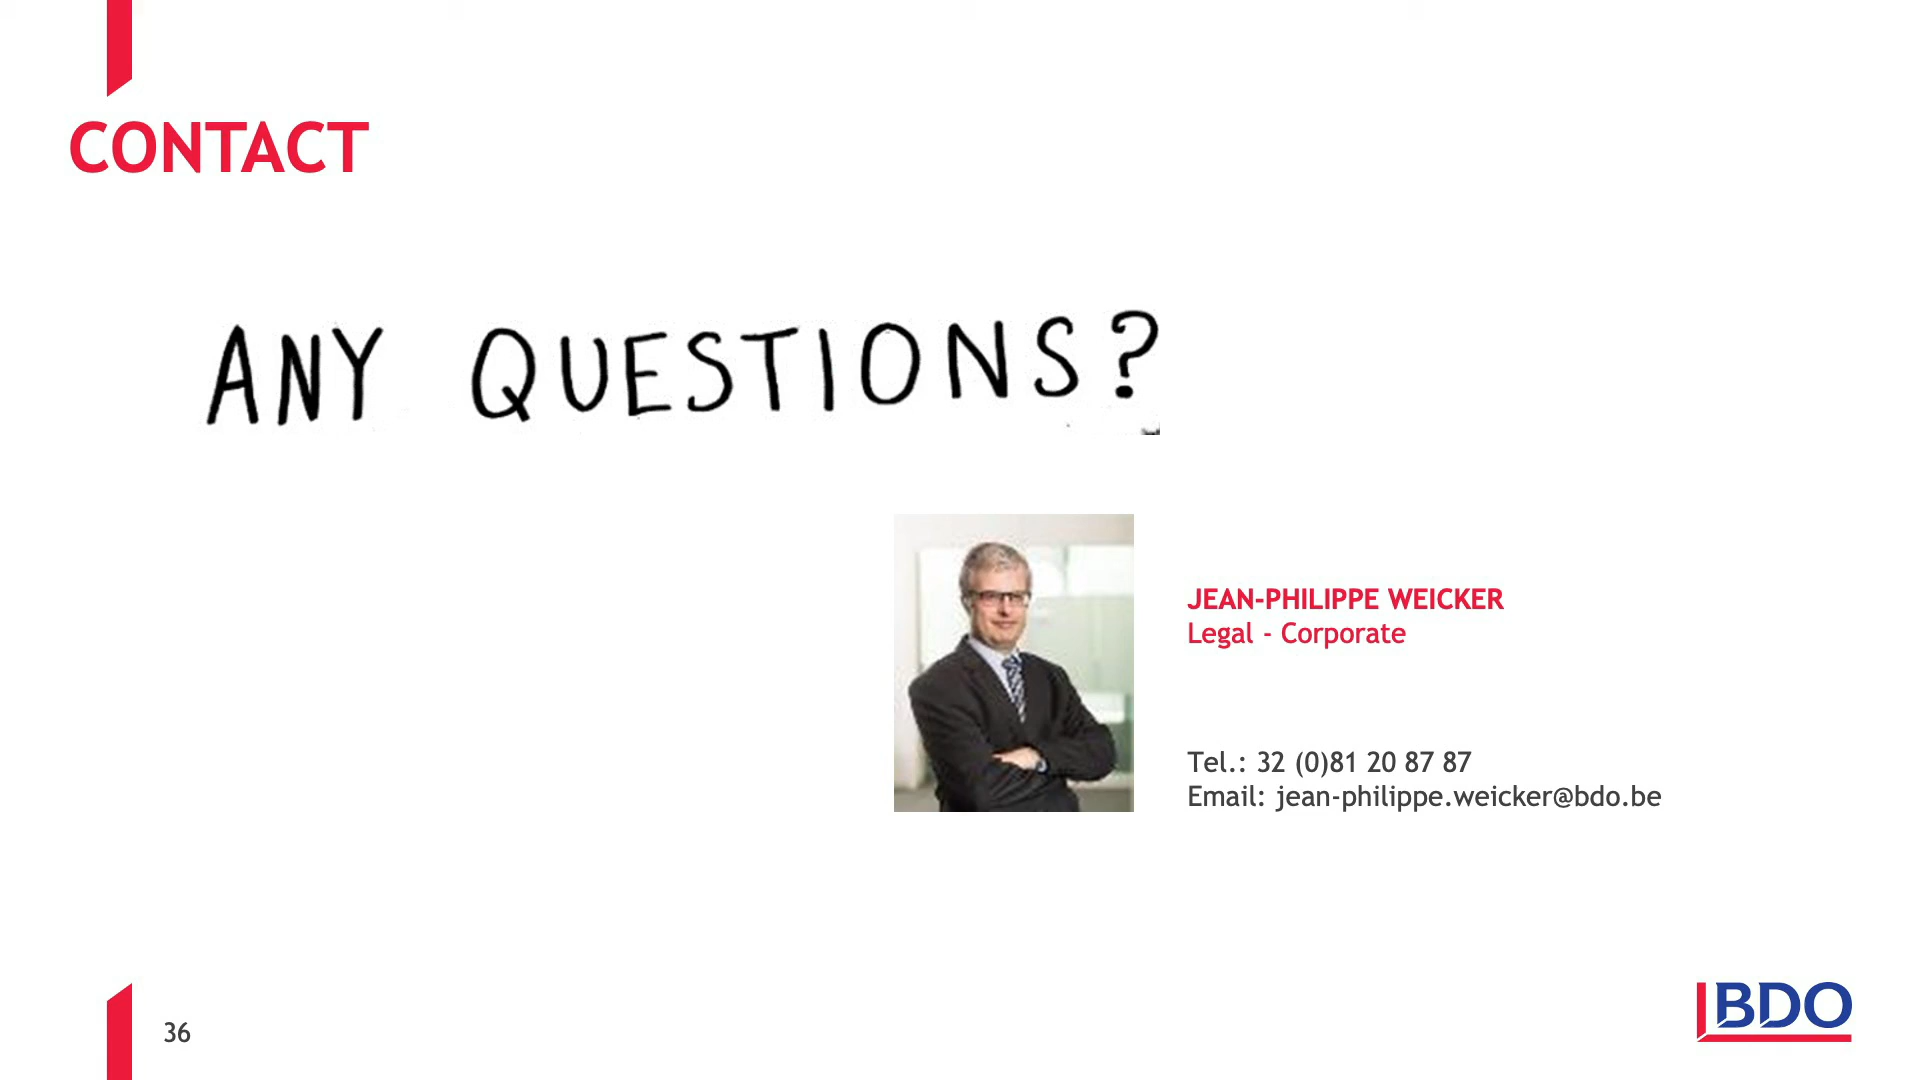 CONTACT
ANY QUESTIONS?
JEAN-PHILIPPE WEICKER
Legal - Corporate
Tel.: 32 (0)81 20 87 87
Email: jean-philippe.weicker@bdo.be
36
BDO